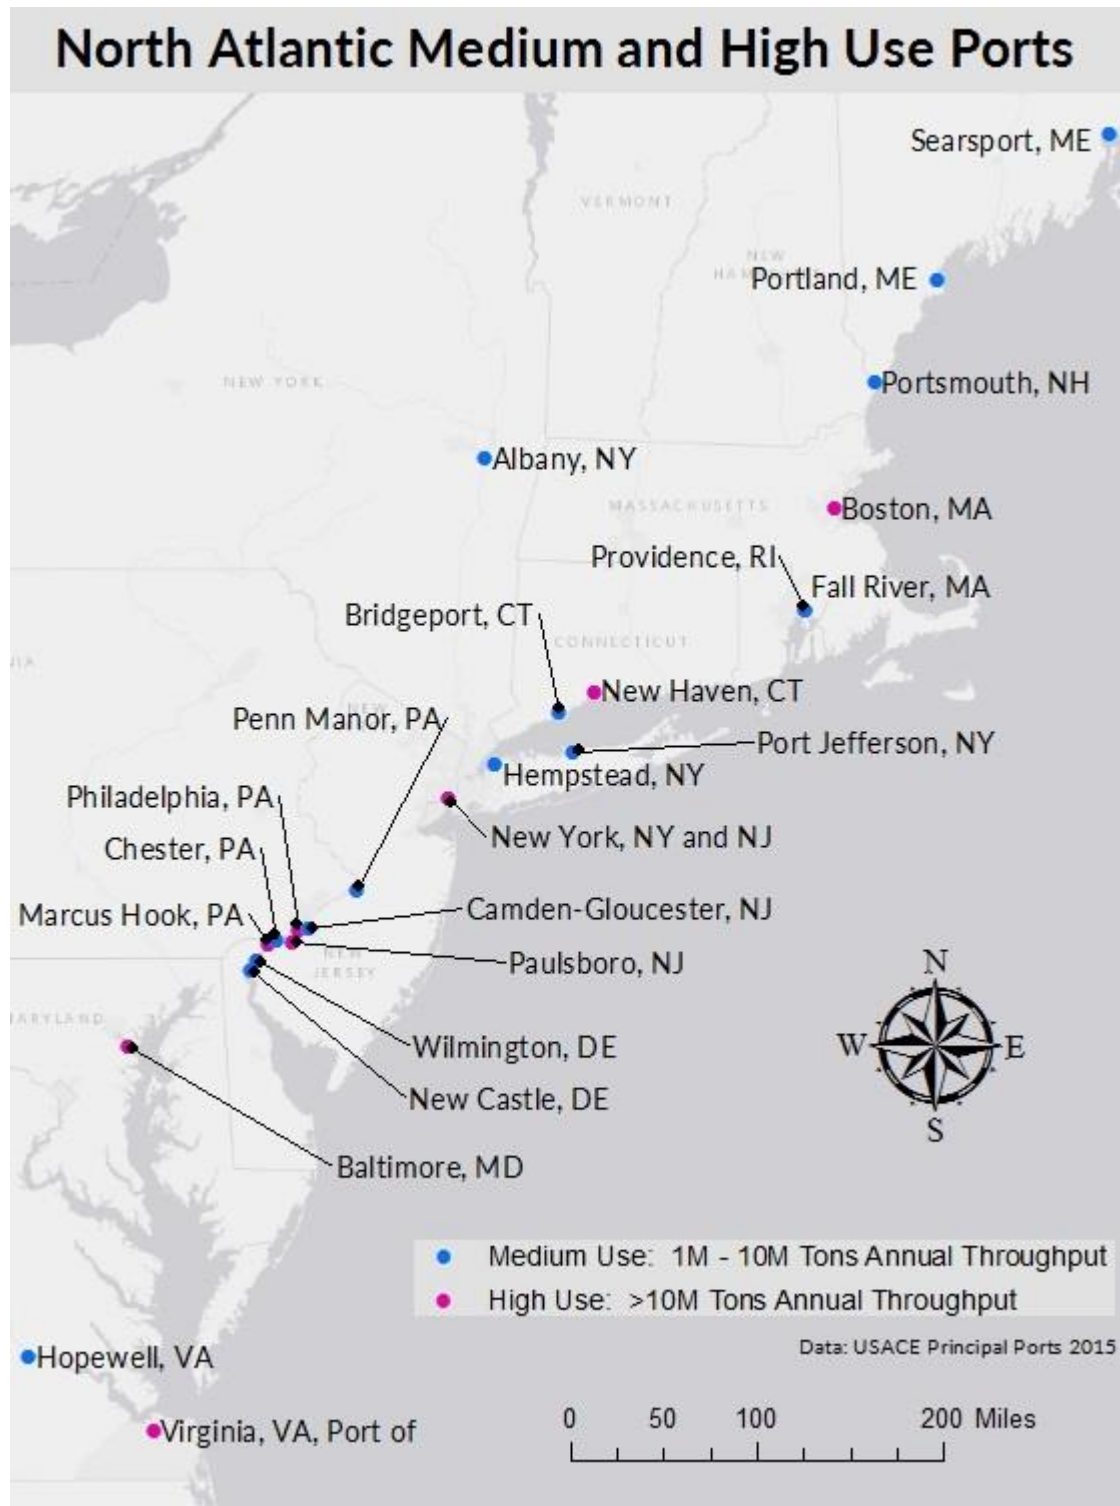 North Atlantic Medium and High Use Ports
Searsport, ME
VERMONT
NEW
Portland, ME
NEW YORK
Portsmouth, NH
Albany, NY
MASSACHUSETTS
Boston, MA
Providence, RI
Fall River, MA
Bridgeport, CT
CONNECTICUT
New Haven, CT
NEW
Penn Manor, PA
Port Jefferson, NY
Hempstead, NY
Philadelphia, PA
New York, NY and NJ
Chester, PA
Marcus Hook, PA
Camden-Gloucester, NJ
NEW
JERSEY
Paulsboro, NJ
N
W
E
S
ARYLAND
Wilmington, DE
New Castle, DE
Baltimore, MD
Medium Use: 1M - 10M Tons Annual Throughput
High Use: >10M Tons Annual Throughput
Data: USACE Principal Ports 2015
Hopewell, VA
Virginia, VA, Port of
0 50 100 200 Miles